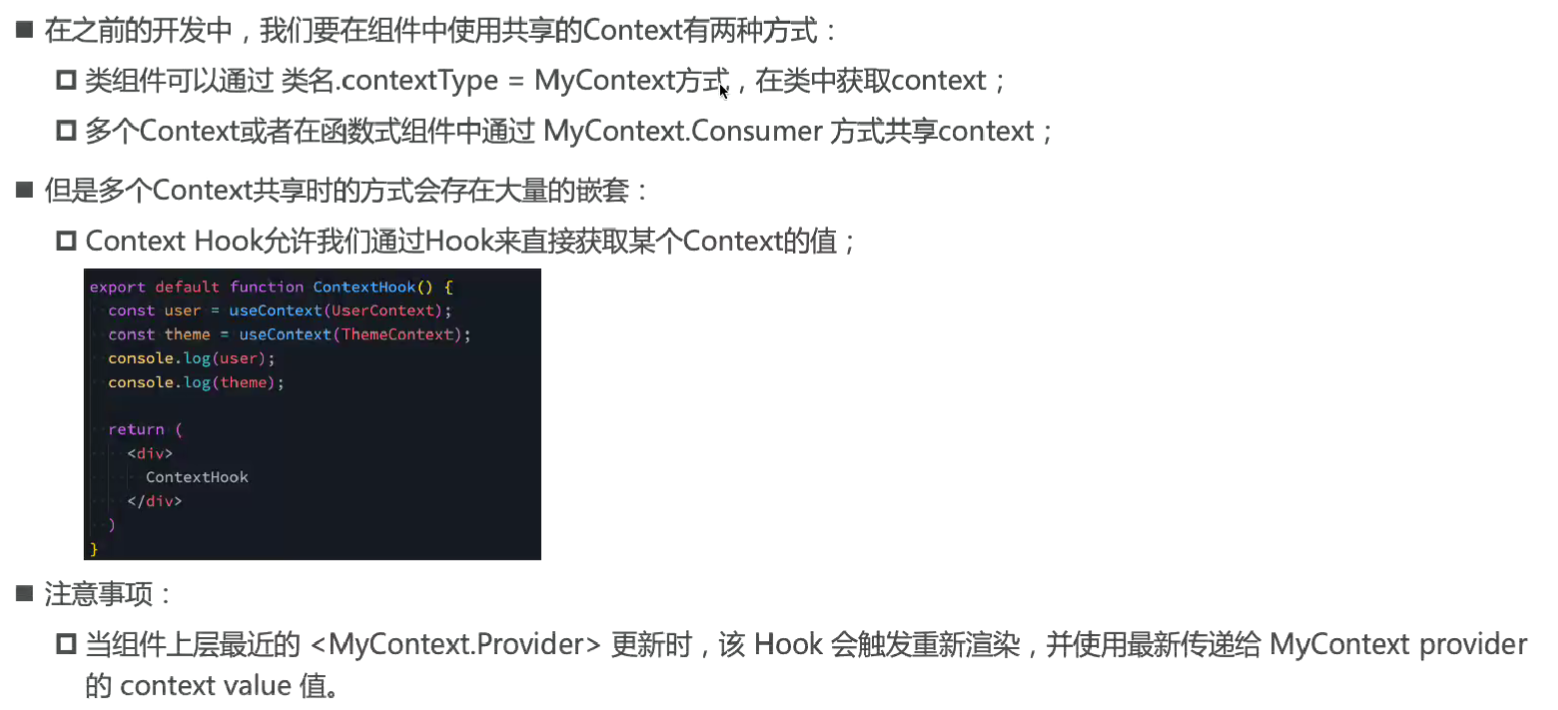 在之前的开发中，我们要在组件中使用共享的Context有两种方式：
类组件可以通过 类名.contextType = MyContext方式，在类中获取context；
多个Context或者在函数式组件中通过 MyContext.Consumer 方式共享context；
但是多个Context共享时的方式会存在大量的嵌套：
Context Hook允许我们通过Hook来直接获取某个Context的值；
export default function ContextHook() {
const user = useContext(UserContext);
const theme = useContext(ThemeContext);
console.log(user);
console.log(theme);
return (
<div>
ContextHook
</div>
)
}
注意事项：
当组件上层最近的 <MyContext.Provider> 更新时，该 Hook 会触发重新渲染，并使用最新传递给 MyContext provider
的 context value 值。